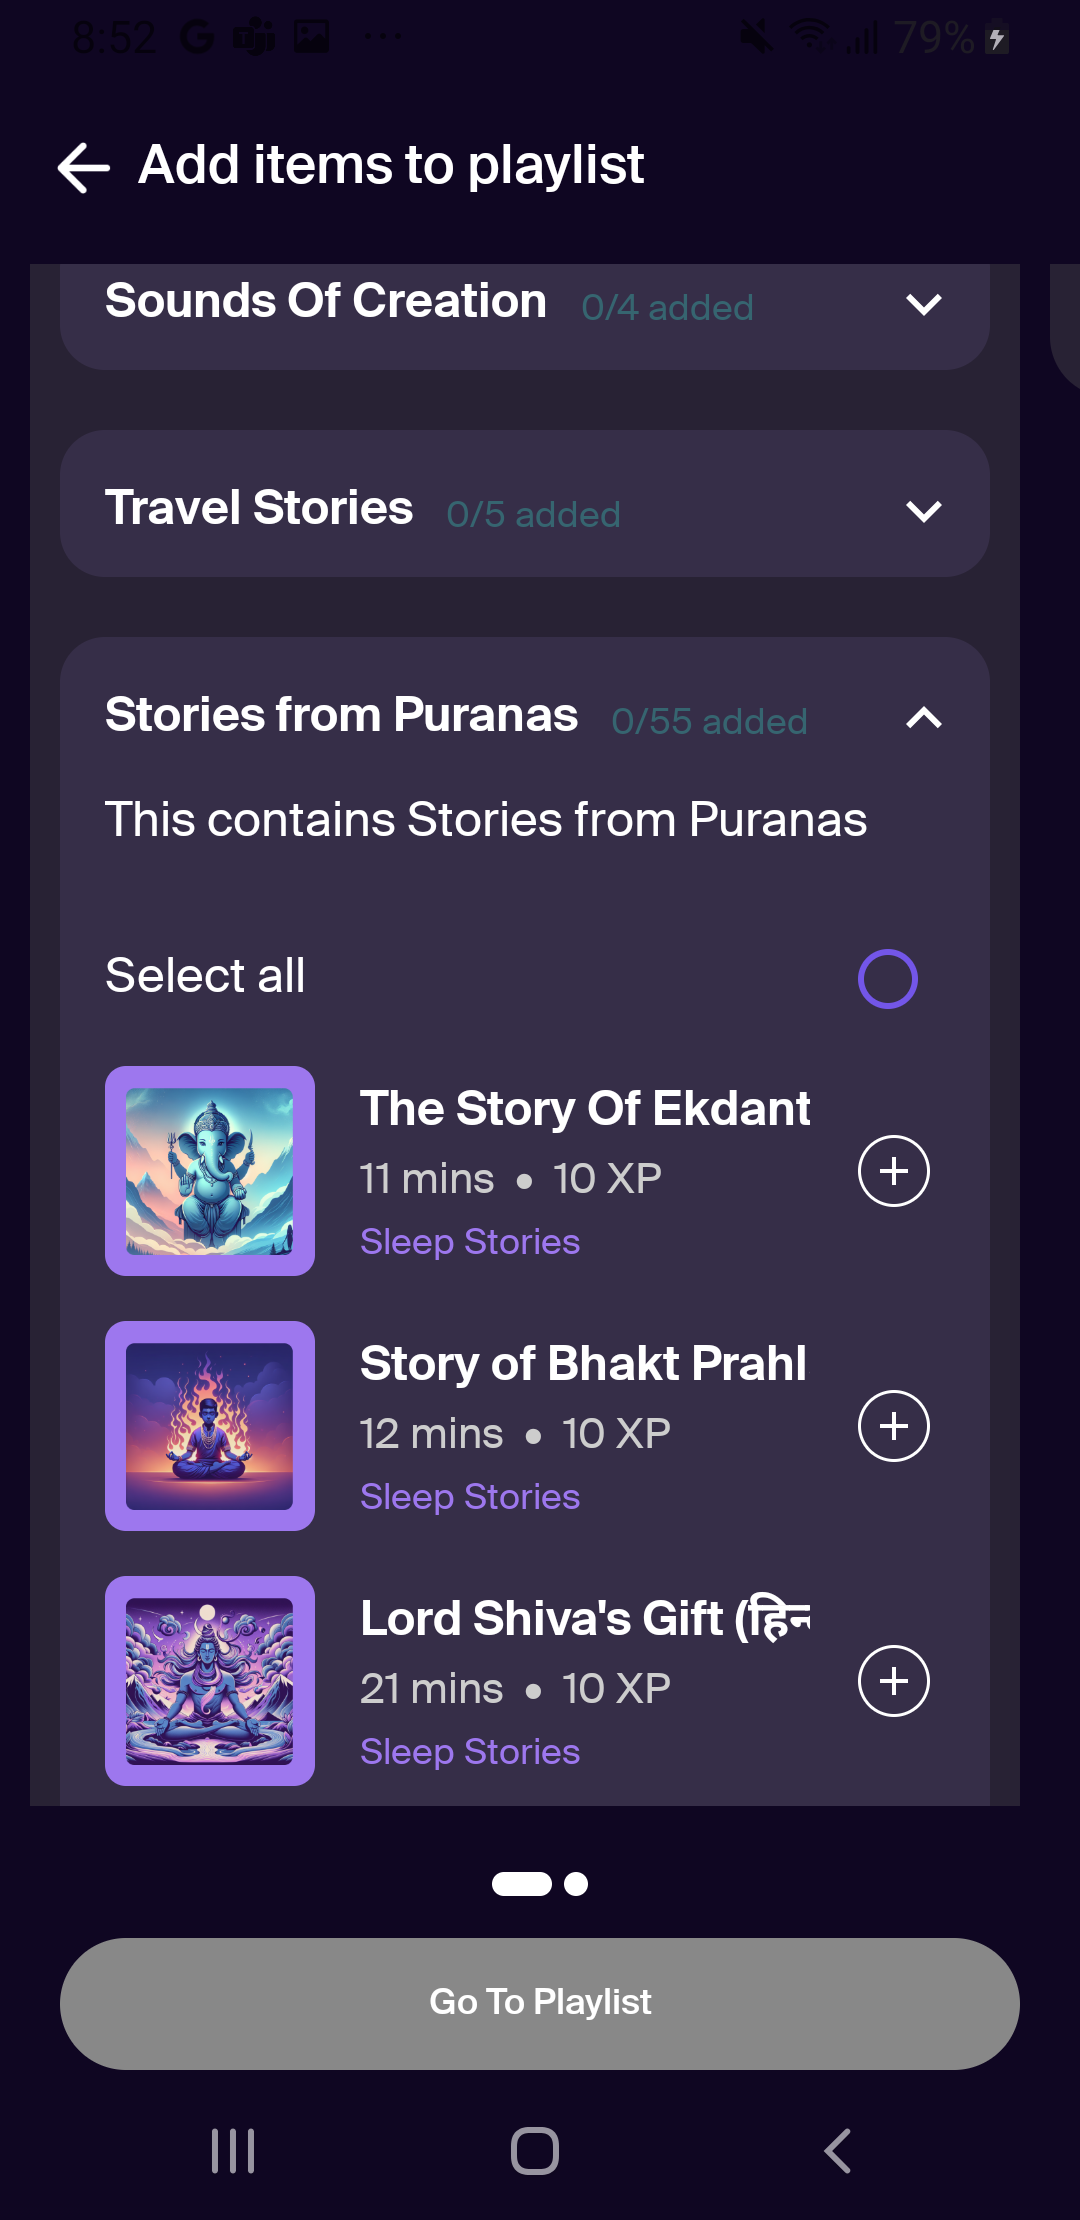 8:52
79%
Add items to playlist
Sounds Of Creation 0/4 added
Travel Stories 0/5 added
Stories from Puranas 0/55 added
This contains Stories from Puranas
Select all
The Story Of Ekdant
11 mins • 10 XP
Sleep Stories
Story of Bhakt Prahl
12 mins • 10 XP
Sleep Stories
Lord Shiva's Gift (हिन्
21 mins • 10 XP
Sleep Stories
Go To Playlist